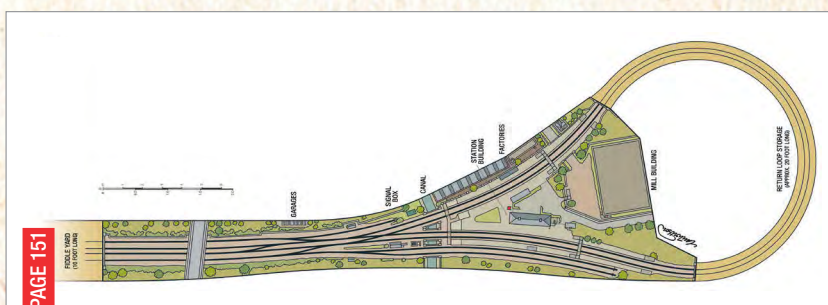 PAGE 151
FIDDLE YARD
(10 FOOT LONG)
GARAGES
SIGNAL
BOX
CANAL
STATION
BUILDING
FACTORIES
MILL BUILDING
RETURN LOOP STORAGE
(APPROX. 20 FOOT LONG)